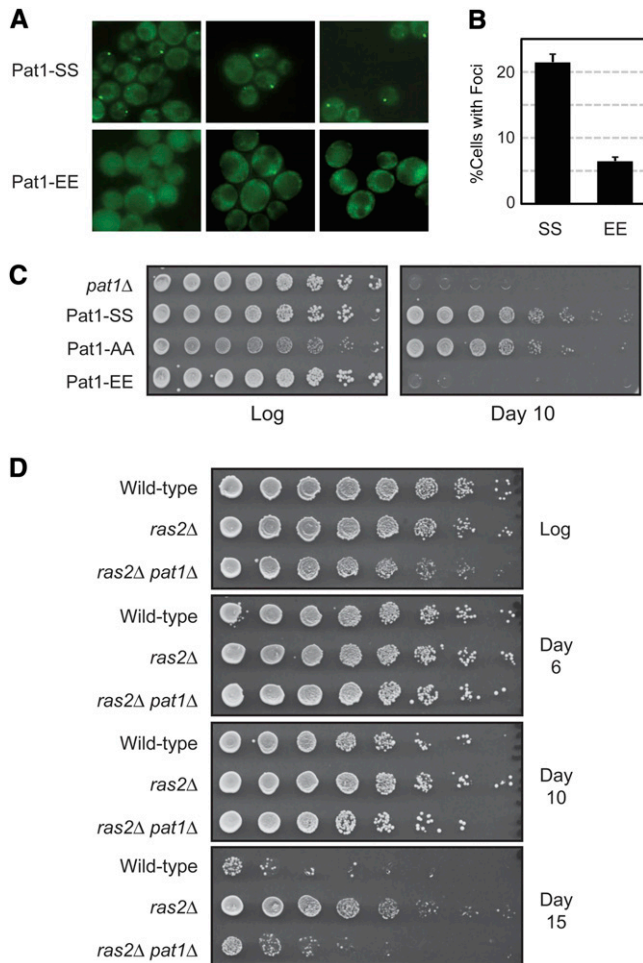 A
Pat1-SS
Pat1-EE
B
%Cells with Foci
20
10
0
SS
EE
C
pat1Δ
Pat1-SS
Pat1-AA
Pat1-EE
Log
Day 10
D
Wild-type
ras2Δ
ras2Δ pat1Δ
Log
Wild-type
ras2Δ
ras2Δ pat1Δ
Day
6
Wild-type
ras2Δ
ras2Δ pat1Δ
Day
10
Wild-type
ras2Δ
ras2Δ pat1Δ
Day
15